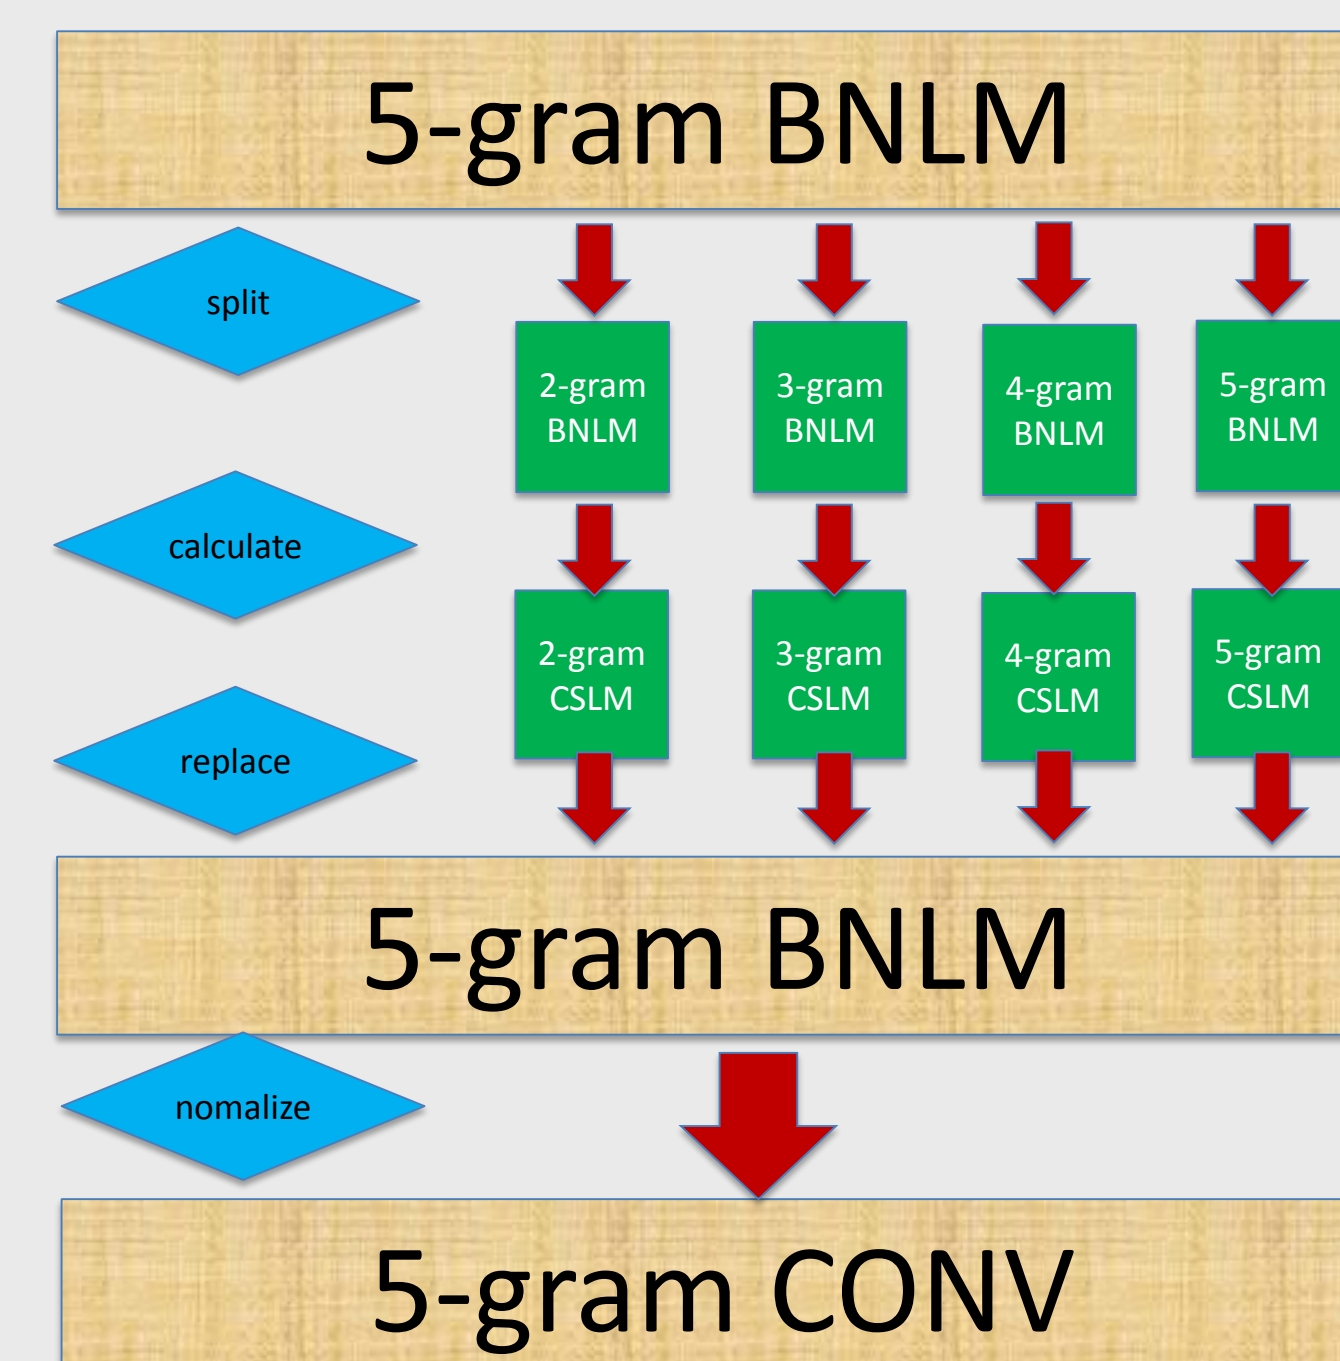 5-gram BNLM
split
2-gram
BNLM
3-gram
BNLM
4-gram
BNLM
5-gram
BNLM
calculate
2-gram
CSLM
3-gram
CSLM
4-gram
CSLM
5-gram
CSLM
replace
5-gram BNLM
nomalize
5-gram CONV